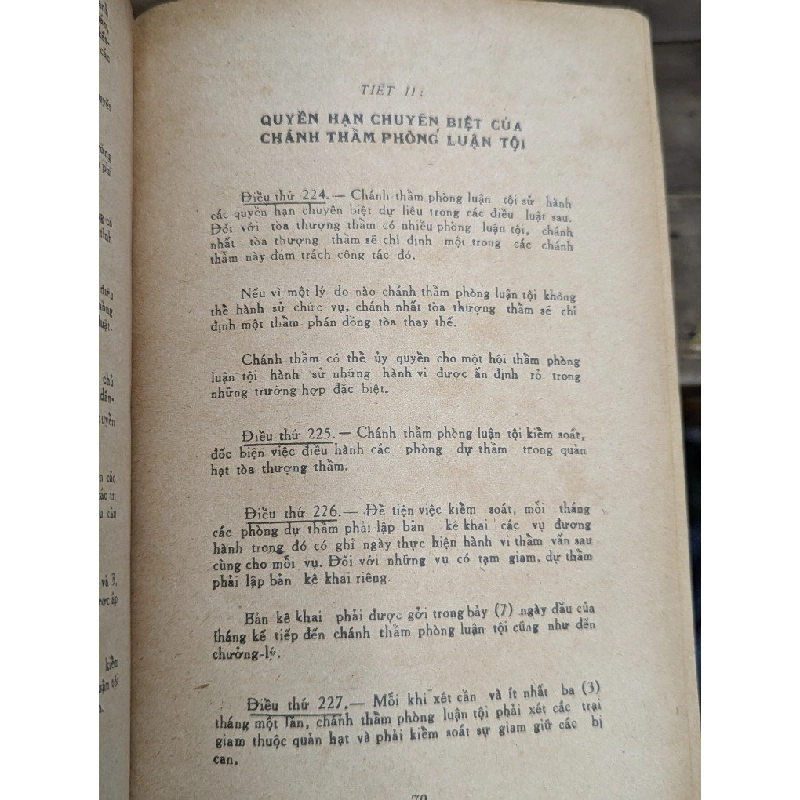 TIẾT II:
QUYỀN HẠN CHUYÊN BIỆT CỦA
CHÁNH THẨM PHÒNG LUẬN TỘI
Điều thứ 224.— Chánh thẩm phòng luận tội sử hành
các quyền hạn chuyên biệt dự liêu trong các điều luật sau.
Đối với tòa thượng thẩm có nhiều phòng luận tội, chánh
nhất tòa thượng thẩm sẽ chỉ định một trong các chánh
thẩm này đảm trách công tác đó.
Nếu vì một lý do nào chánh thẩm phòng luận tội không
thể hành sử chức vụ, chánh nhất tòa thượng thẩm sẽ chỉ
định một thẩm phán đồng tòa thay thế.
Chánh thẩm có thể ủy quyền cho một hội thẩm phòng
luận tội hành sử những hành vi được ấn định rõ trong
những trường hợp đặc biệt.
Điều thứ 225.— Chánh thẩm phòng luận tội kiểm soát,
đốc biện việc điều hành các phòng dự thẩm trong quản
hạt tòa thượng thẩm.
Điều thứ 226.— Để tiện việc kiểm soát, mỗi tháng
các phòng dự thẩm phải lập bản kê khai các vụ đương
hành trong đó có ghi ngày thực hiện hành vi thẩm vấn sau
cùng cho mỗi vụ. Đối với những vụ có tạm giam, dự thẩm
phải lập bản kê khai riêng.
Bản kê khai phải được gởi trong bảy (7) ngày đầu của
tháng kế tiếp đến chánh thẩm phòng luận tội cũng như đến
chưởng-lý.
Điều thứ 227.— Mỗi khi xét cần và ít nhất ba (3)
tháng một lần, chánh thẩm phòng luận tội phải xét các trại
giam thuộc quản hạt và phải kiểm soát sự giam giữ các bị
can.